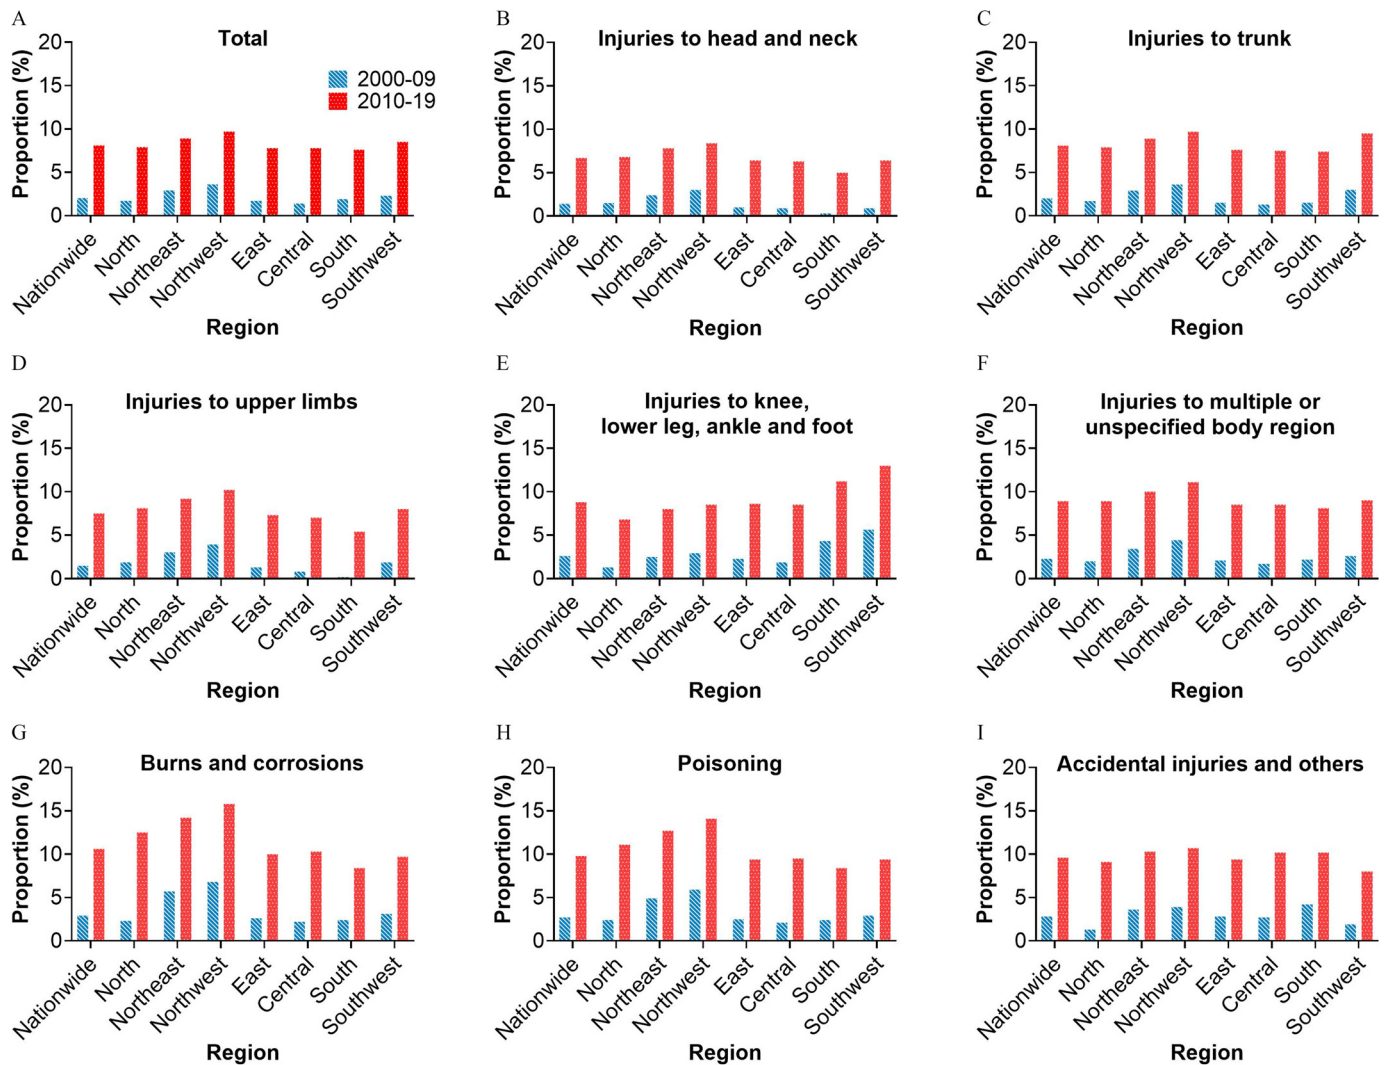 A
Total
Proportion (%)
20
15
10
5
0
2000-09
2010-19
Nationwide
North
Northeast
Northwest
East
Central
South
Southwest
Region
B
Injuries to head and neck
Proportion (%)
20
15
10
5
0
Nationwide
North
Northeast
Northwest
East
Central
South
Southwest
Region
C
Injuries to trunk
Proportion (%)
20
15
10
5
0
Nationwide
North
Northeast
Northwest
East
Central
South
Southwest
Region
D
Injuries to upper limbs
Proportion (%)
20
15
10
5
0
Nationwide
North
Northeast
Northwest
East
Central
South
Southwest
Region
E
Injuries to knee,
lower leg, ankle and foot
Proportion (%)
20
15
10
5
0
Nationwide
North
Northeast
Northwest
East
Central
South
Southwest
Region
F
Injuries to multiple or
unspecified body region
Proportion (%)
20
15
10
5
0
Nationwide
North
Northeast
Northwest
East
Central
South
Southwest
Region
G
Burns and corrosions
Proportion (%)
20
15
10
5
0
Nationwide
North
Northeast
Northwest
East
Central
South
Southwest
Region
H
Poisoning
Proportion (%)
20
15
10
5
0
Nationwide
North
Northeast
Northwest
East
Central
South
Southwest
Region
I
Accidental injuries and others
Proportion (%)
20
15
10
5
0
Nationwide
North
Northeast
Northwest
East
Central
South
Southwest
Region